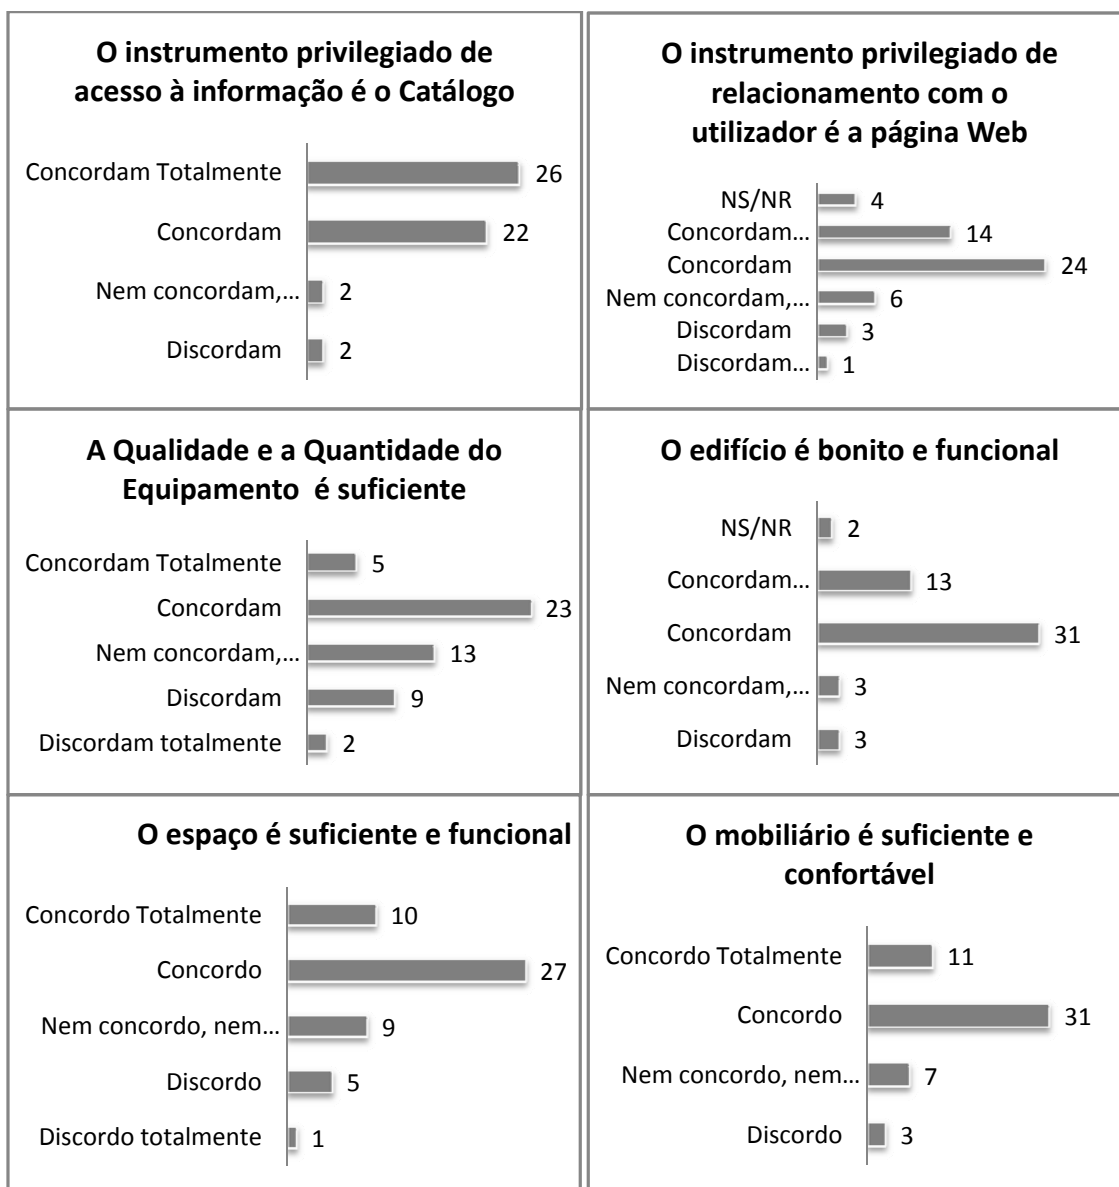 O instrumento privilegiado de
acesso à informação é o Catálogo
Concordam Totalmente 26
Concordam 22
Nem concordam,... 2
Discordam 2
O instrumento privilegiado de
relacionamento com o
utilizador é a página Web
NS/NR 4
Concordam... 14
Concordam 24
Nem concordam,... 6
Discordam 3
Discordam... 1
A Qualidade e a Quantidade do
Equipamento é suficiente
Concordam Totalmente 5
Concordam 23
Nem concordam,... 13
Discordam 9
Discordam totalmente 2
O edifício é bonito e funcional
NS/NR 2
Concordam... 13
Concordam 31
Nem concordam,... 3
Discordam 3
O espaço é suficiente e funcional
Concordo Totalmente 10
Concordo 27
Nem concordo, nem... 9
Discordo 5
Discordo totalmente 1
O mobiliário é suficiente e
confortável
Concordo Totalmente 11
Concordo 31
Nem concordo, nem... 7
Discordo 3